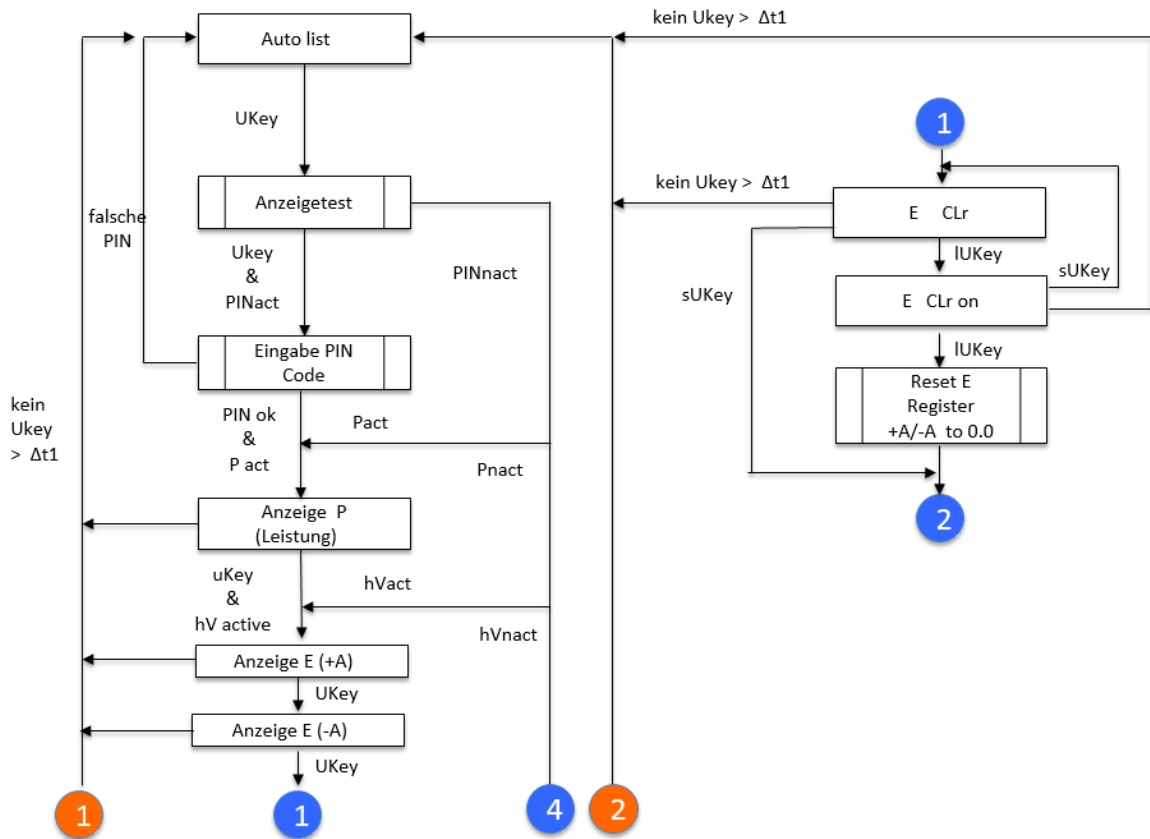 kein Ukey > Δt1
Auto list
UKey
1
kein Ukey > Δt1
Anzeigetest
falsche
PIN
E CLr
Ukey
&
PINact
PINnact
lUKey
sUKey
sUKey
E CLr on
Eingabe PIN
Code
lUKey
Reset E
Register
+A/-A to 0.0
kein
Ukey
> Δt1
PIN ok
&
P act
Pact
Pnact
Anzeige P
(Leistung)
2
uKey
&
hV active
hVact
hVnact
Anzeige E (+A)
UKey
Anzeige E (-A)
UKey
1
1
4
2